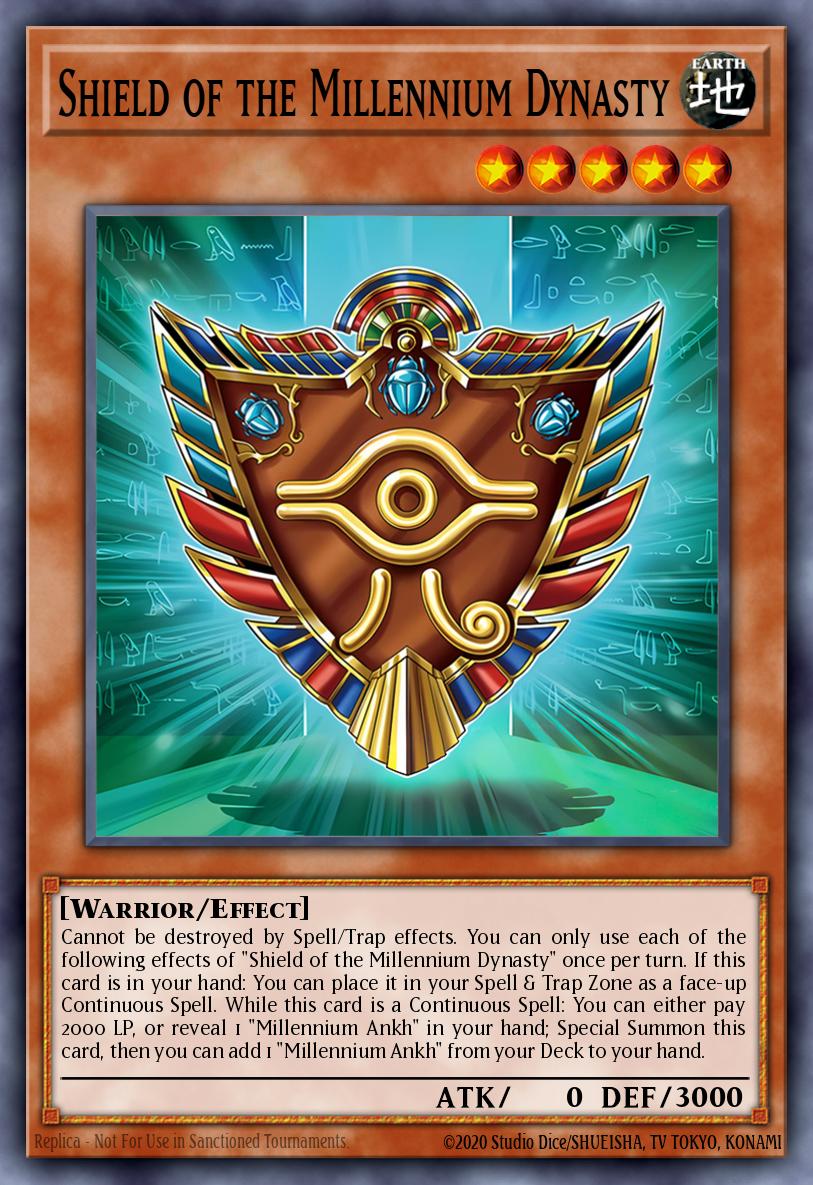 Shield of the Millennium Dynasty
EARTH
地
[Warrior/Effect]
Cannot be destroyed by Spell/Trap effects. You can only use each of the
following effects of "Shield of the Millennium Dynasty" once per turn. If this
card is in your hand: You can place it in your Spell & Trap Zone as a face-up
Continuous Spell. While this card is a Continuous Spell: You can either pay
2000 LP, or reveal 1 "Millennium Ankh" in your hand; Special Summon this
card, then you can add 1 "Millennium Ankh" from your Deck to your hand.
ATK/ 0 DEF/3000
Replica - Not For Use in Sanctioned Tournaments.
©2020 Studio Dice/SHUEISHA, TV TOKYO, KONAMI